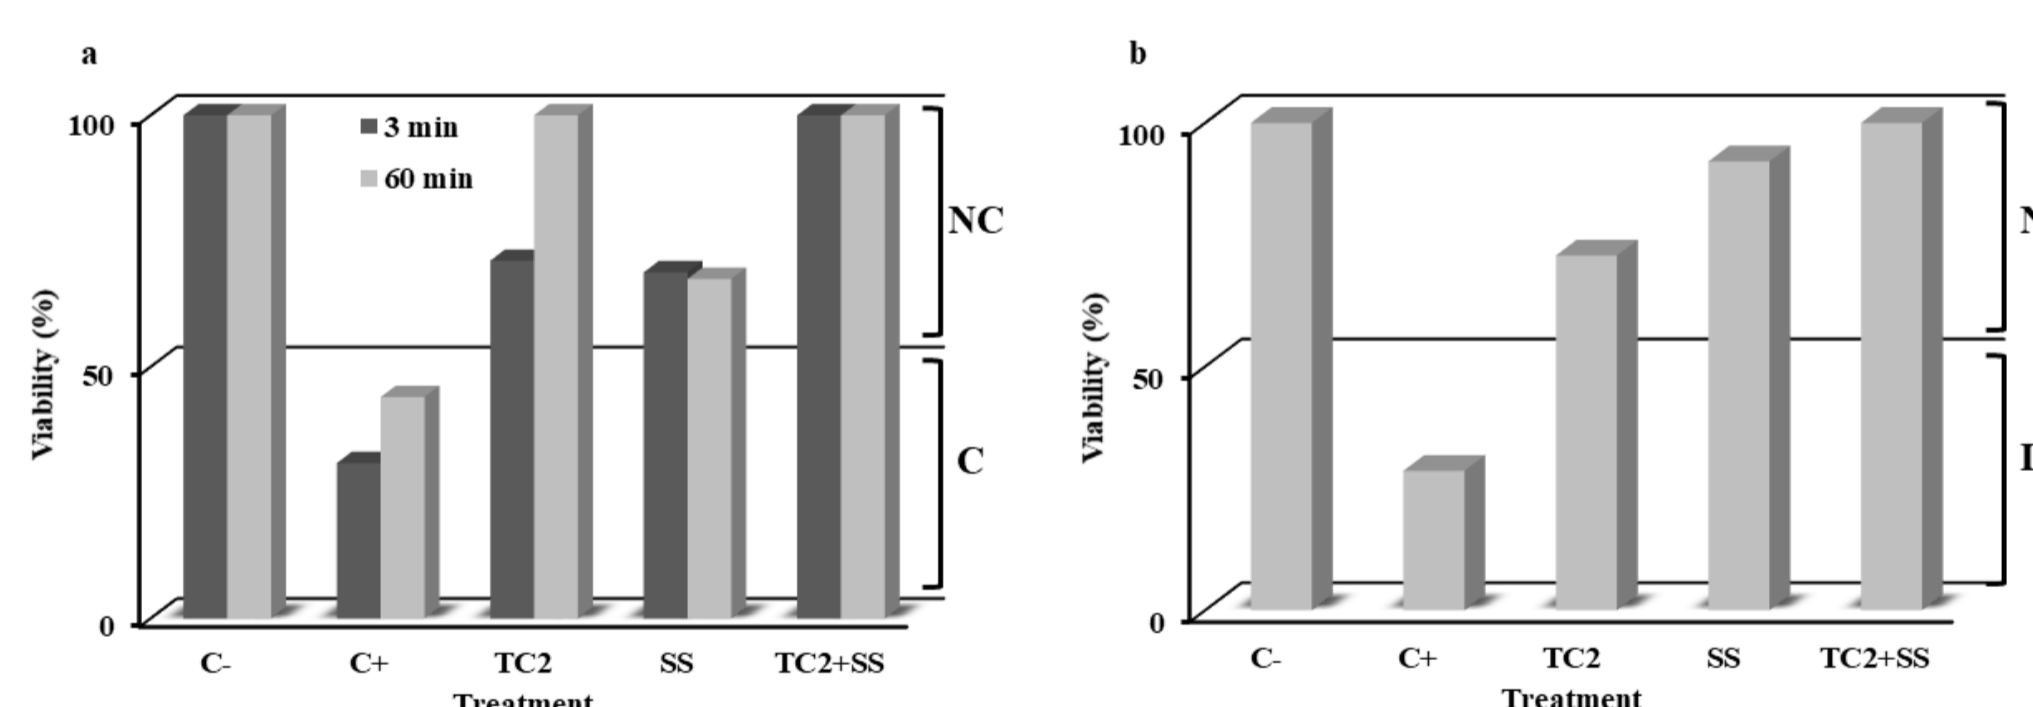 a
100
50
0
Viability (%)
3 min
60 min
NC
C
C- C+ TC2 SS TC2+SS
Treatment
b
100
50
0
Viability (%)
C- C+ TC2 SS TC2+SS
Treatment